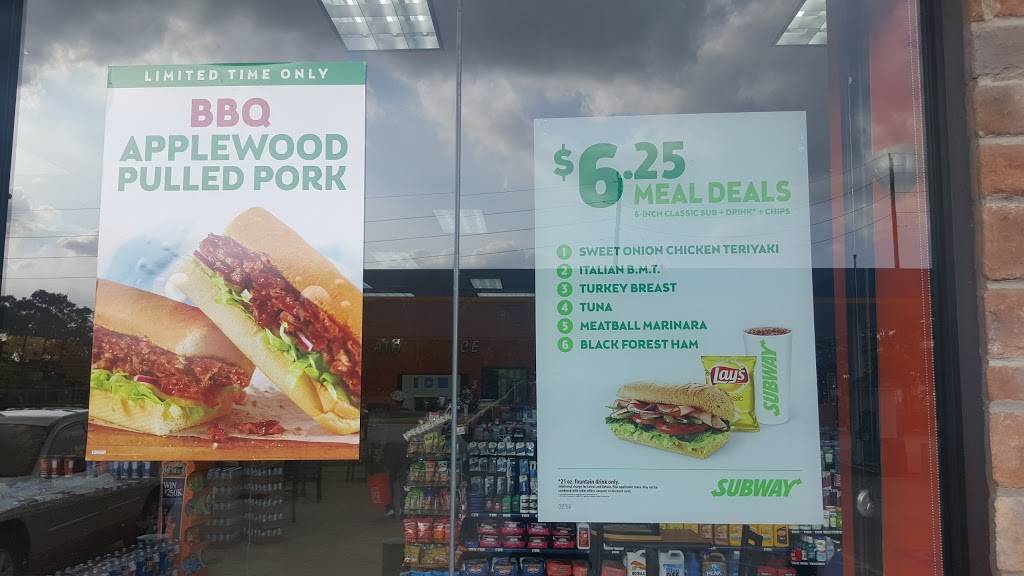 LIMITED TIME ONLY
BBQ
APPLEWOOD
PULLED PORK
$6.25
MEAL DEALS
6-INCH CLASSIC SUB + DRINK* + CHIPS
1 SWEET ONION CHICKEN TERIYAKI
2 ITALIAN B.M.T.®
3 TURKEY BREAST
4 TUNA
5 MEATBALL MARINARA
6 BLACK FOREST HAM
Lay's
SUBWAY
*21 oz. fountain drink only.
SUBWAY
WIN